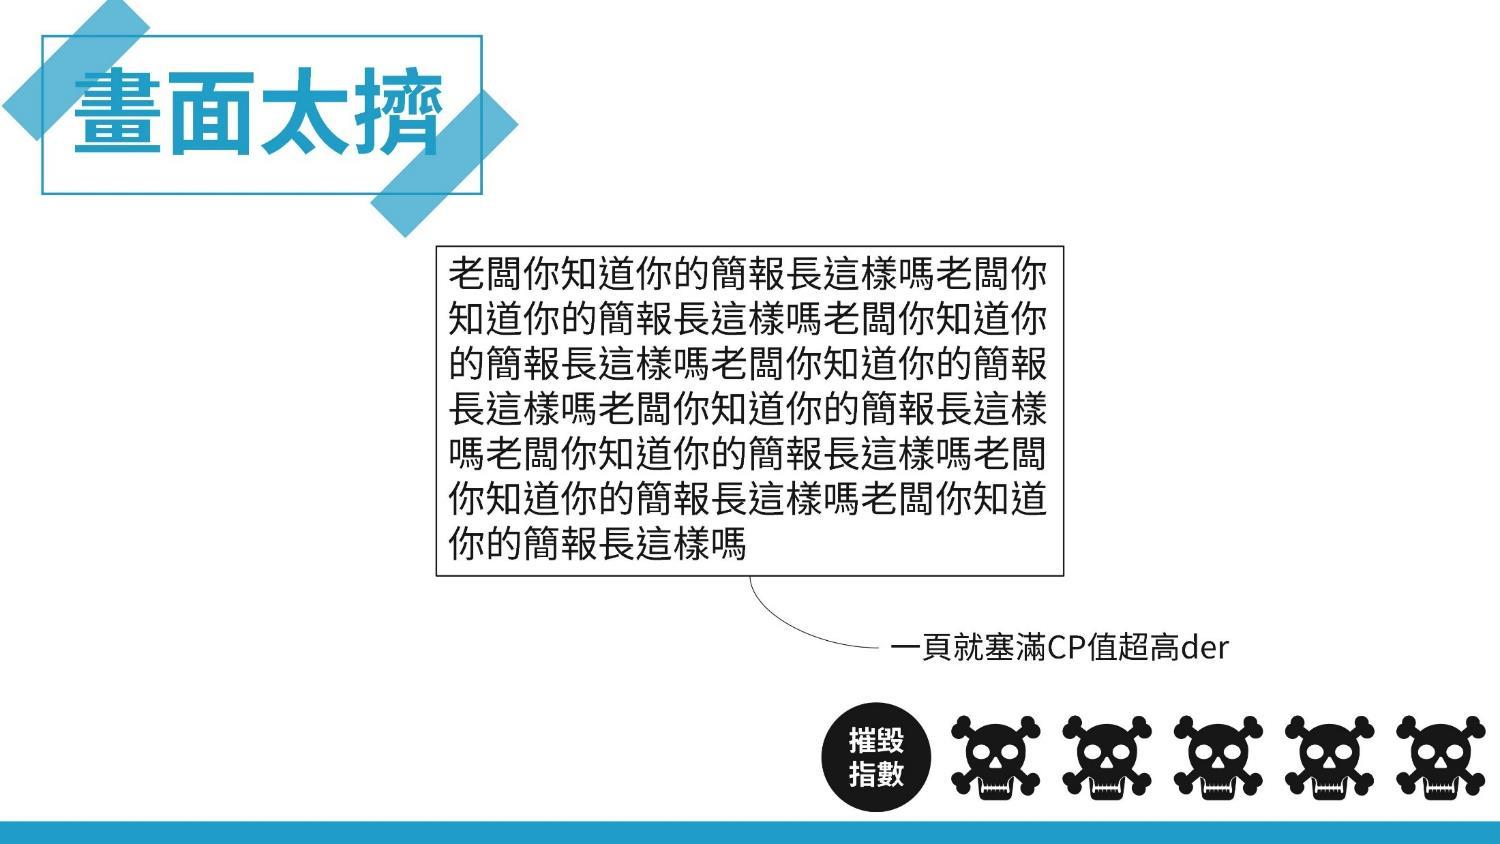 畫面太擠
老闆你知道你的簡報長這樣嗎老闆你
知道你的簡報長這樣嗎老闆你知道你
的簡報長這樣嗎老闆你知道你的簡報
長這樣嗎老闆你知道你的簡報長這樣
嗎老闆你知道你的簡報長這樣嗎老闆
你知道你的簡報長這樣嗎老闆你知道
你的簡報長這樣嗎
一頁就塞滿CP值超高der
摧毀
指數